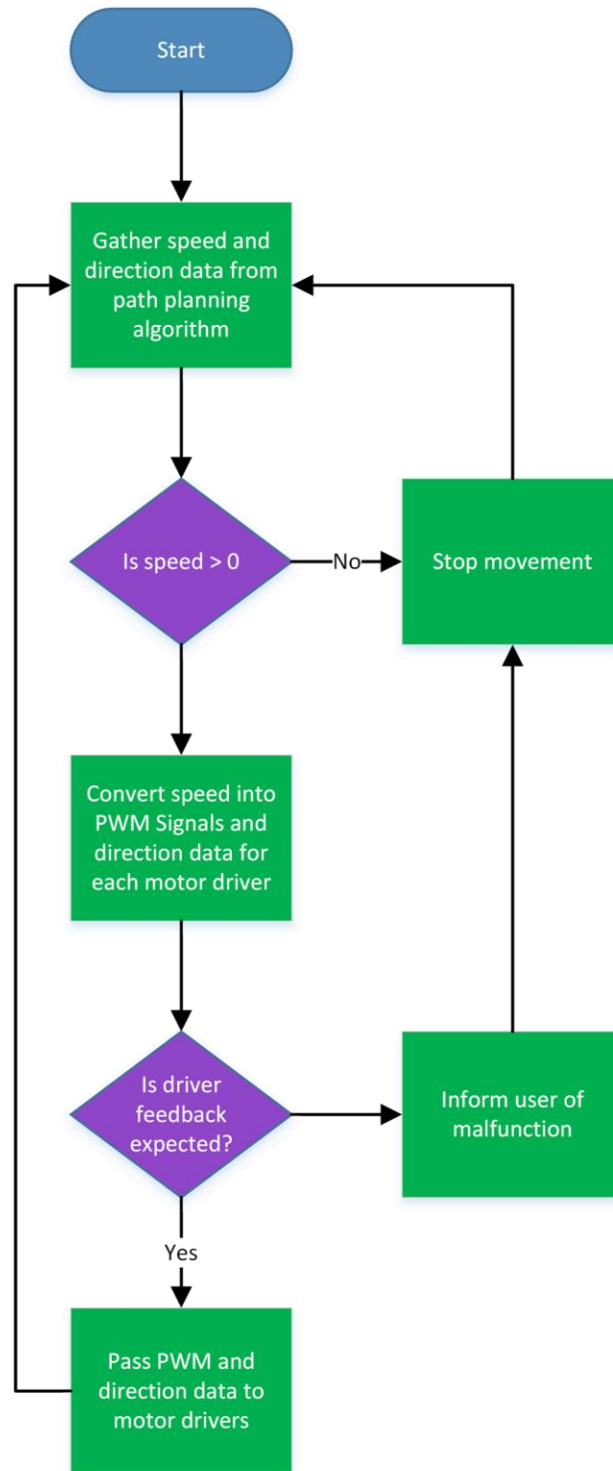 Start
Gather speed and
direction data from
path planning
algorithm
Is speed > 0
No
Stop movement
Convert speed into
PWM Signals and
direction data for
each motor driver
Is driver
feedback
expected?
Inform user of
malfunction
Yes
Pass PWM and
direction data to
motor drivers